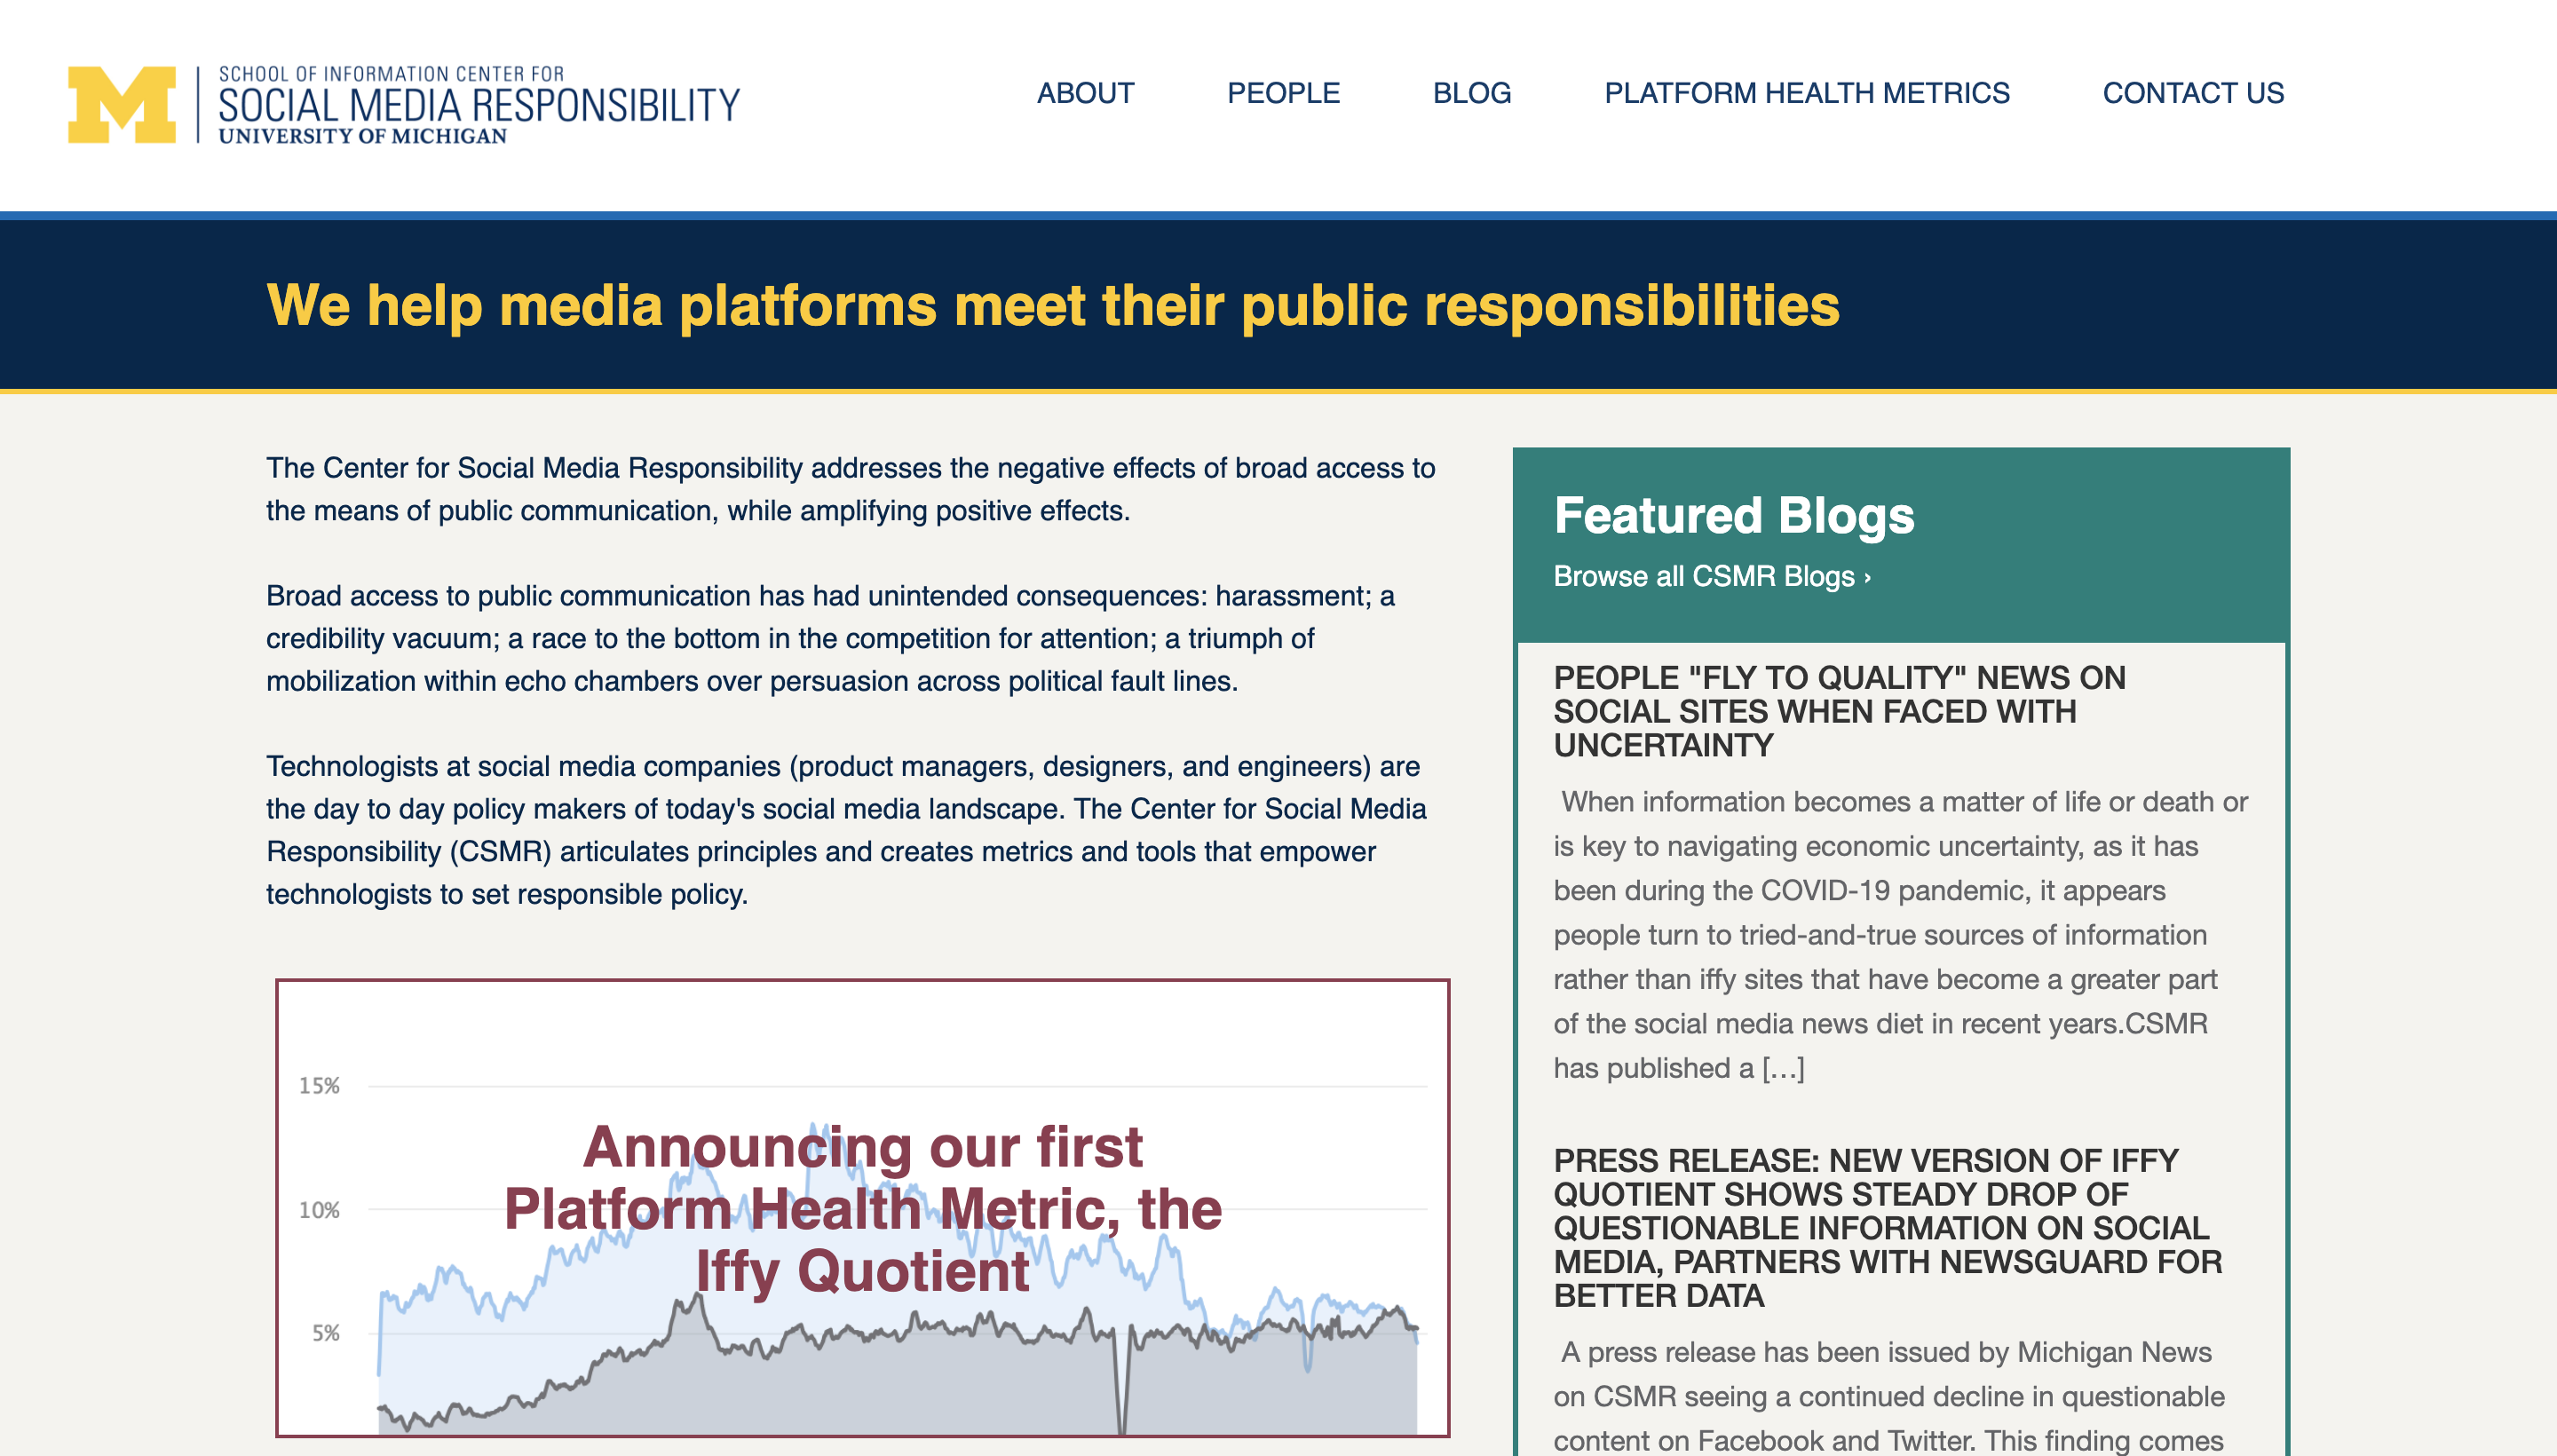 SCHOOL OF INFORMATION CENTER FOR
SOCIAL MEDIA RESPONSIBILITY
UNIVERSITY OF MICHIGAN
ABOUT
PEOPLE
BLOG
PLATFORM HEALTH METRICS
CONTACT US
We help media platforms meet their public responsibilities
The Center for Social Media Responsibility addresses the negative effects of broad access to
the means of public communication, while amplifying positive effects.
Broad access to public communication has had unintended consequences: harassment; a
credibility vacuum; a race to the bottom in the competition for attention; a triumph of
mobilization within echo chambers over persuasion across political fault lines.
Technologists at social media companies (product managers, designers, and engineers) are
the day to day policy makers of today's social media landscape. The Center for Social Media
Responsibility (CSMR) articulates principles and creates metrics and tools that empower
technologists to set responsible policy.
15%
10%
5%
Announcing our first
Platform Health Metric, the
Iffy Quotient
Featured Blogs
Browse all CSMR Blogs ›
PEOPLE "FLY TO QUALITY" NEWS ON
SOCIAL SITES WHEN FACED WITH
UNCERTAINTY
When information becomes a matter of life or death or
is key to navigating economic uncertainty, as it has
been during the COVID-19 pandemic, it appears
people turn to tried-and-true sources of information
rather than iffy sites that have become a greater part
of the social media news diet in recent years.CSMR
has published a […]
PRESS RELEASE: NEW VERSION OF IFFY
QUOTIENT SHOWS STEADY DROP OF
QUESTIONABLE INFORMATION ON SOCIAL
MEDIA, PARTNERS WITH NEWSGUARD FOR
BETTER DATA
A press release has been issued by Michigan News
on CSMR seeing a continued decline in questionable
content on Facebook and Twitter. This finding comes